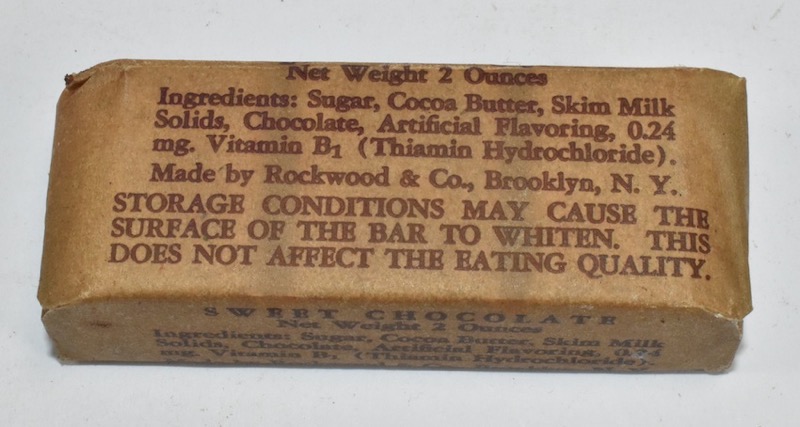 Net Weight 2 Ounces
Ingredients: Sugar, Cocoa Butter, Skim Milk
Solids, Chocolate, Artificial Flavoring, 0.24
mg. Vitamin B1 (Thiamin Hydrochloride).
Made by Rockwood & Co., Brooklyn, N. Y.
STORAGE CONDITIONS MAY CAUSE THE
SURFACE OF THE BAR TO WHITEN. THIS
DOES NOT AFFECT THE EATING QUALITY.
SWEET CHOCOLATE
Net Weight 2 Ounces
Ingredients: Sugar, Cocoa Butter, Skim Milk
Solids, Chocolate, Artificial Flavoring, 0.24
mg. Vitamin B1 (Thiamin Hydrochloride).